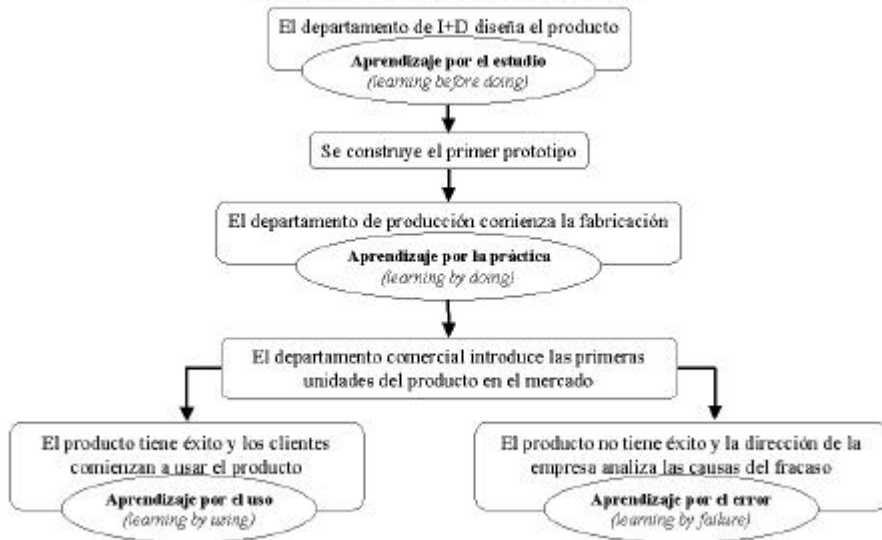 El departamento de I+D diseña el producto
Aprendizaje por el estudio
(learning before doing)
Se construye el primer prototipo
El departamento de producción comienza la fabricación
Aprendizaje por la práctica
(learning by doing)
El departamento comercial introduce las primeras
unidades del producto en el mercado
El producto tiene éxito y los clientes
comienzan a usar el producto
Aprendizaje por el uso
(learning by using)
El producto no tiene éxito y la dirección de la
empresa analiza las causas del fracaso
Aprendizaje por el error
(learning by failure)